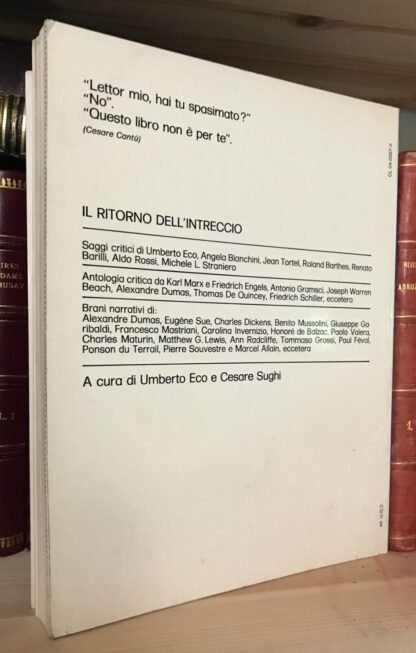 "Lettor mio, hai tu spasimato?"
"No".
"Questo libro non è per te".
(Cesare Cantù)
IL RITORNO DELL'INTRECCIO
Saggi critici di Umberto Eco, Angela Bianchini, Jean Tortel, Roland Barthes, Renato
Barilli, Aldo Rossi, Michele L. Straniero
Antologia critica da Karl Marx e Friedrich Engels, Antonio Gramsci, Joseph Warren
Beach, Alexandre Dumas, Thomas De Quincey, Friedrich Schiller, eccetera
Brani narrativi di:
Alexandre Dumas, Eugène Sue, Charles Dickens, Benito Mussolini, Giuseppe Ga
ribaldi, Francesco Mastriani, Carolina Invernizio, Honoré de Balzac, Paolo Valera,
Charles Maturin, Matthew G. Lewis, Ann Radcliffe, Tommaso Grossi, Paul Féval,
Ponson du Terrail, Pierre Souvestre e Marcel Allain, eccetera
A cura di Umberto Eco e Cesare Sughi